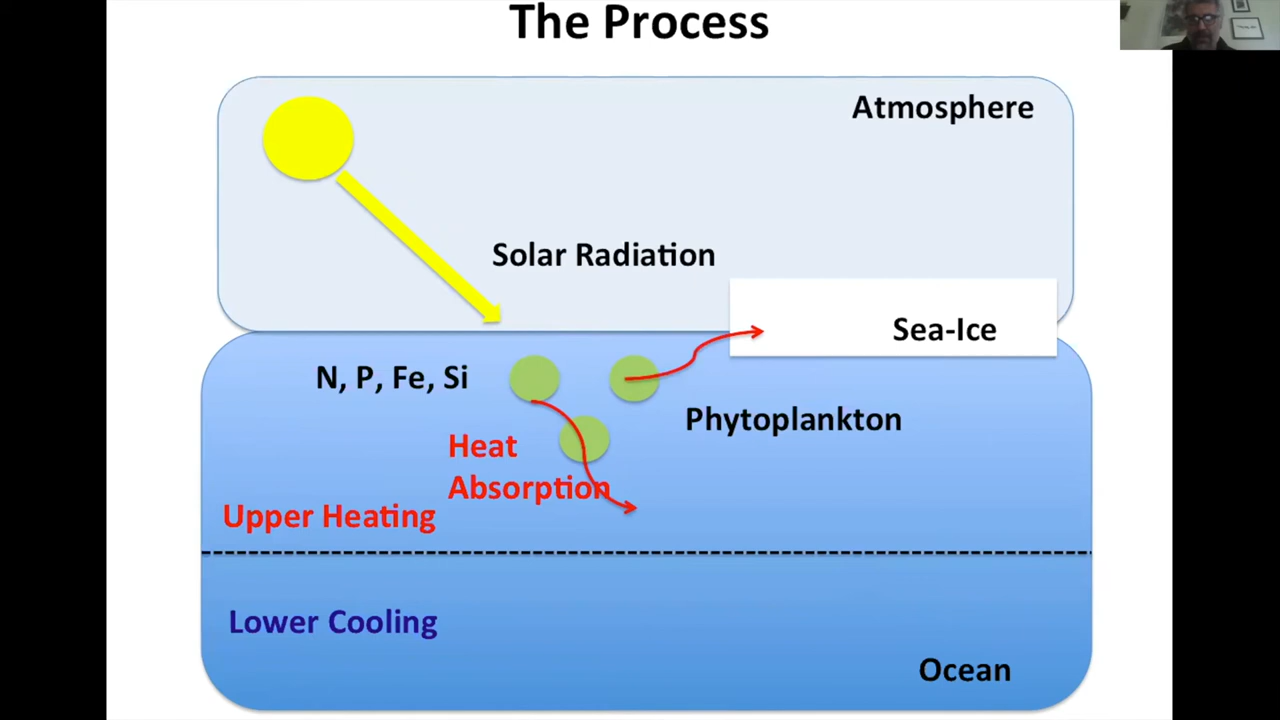 The Process
Atmosphere
Solar Radiation
Sea-Ice
N, P, Fe, Si
Phytoplankton
Heat
Absorption
Upper Heating
Lower Cooling
Ocean